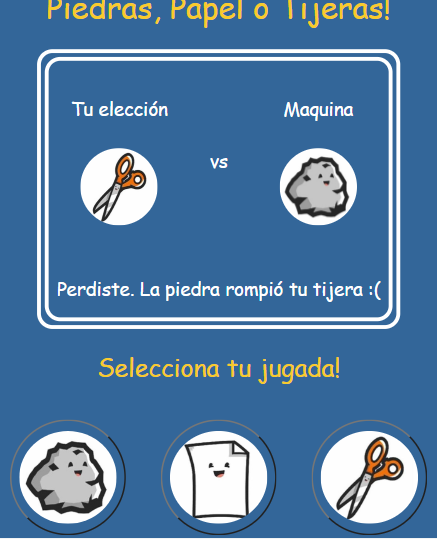 Piedras, Papel o Tijeras!
Tu elección
Maquina
vs
Perdiste. La piedra rompió tu tijera :(
Selecciona tu jugada!